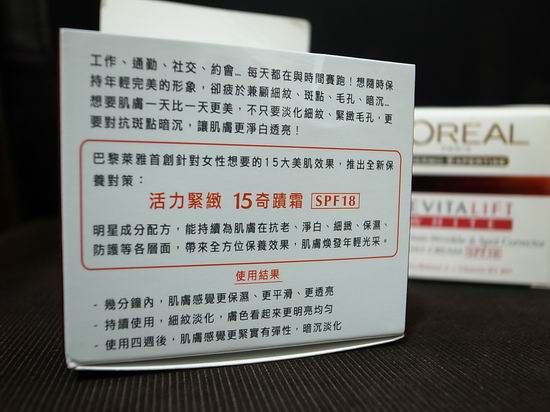 工作、通勤、社交、約會… 每天都在與時間賽跑！想隨時保
持年輕完美的形象，卻疲於兼顧細紋、斑點、毛孔、暗沉…
想要肌膚一天比一天更美，不只要淡化細紋、緊緻毛孔，更
要對抗斑點暗沉，讓肌膚更淨白透亮！
巴黎萊雅首創針對女性想要的15大美肌效果，推出全新保
養對策：
活力緊緻 15奇蹟霜 SPF18
明星成分配方，能持續為肌膚在抗老、淨白、細緻、保濕、
防護等各層面，帶來全方位保養效果，肌膚煥發年輕光采。
使用結果
- 幾分鐘內，肌膚感覺更保濕、更平滑、更透亮
- 持續使用，細紋淡化，膚色看起來更明亮均勻
- 使用四週後，肌膚感覺更緊實有彈性，暗沉淡化
OREAL
PARIS
EXPERTISE
EVITALIFT
WHITE
Wrinkle & Spot Corrector
CREAM SPF18